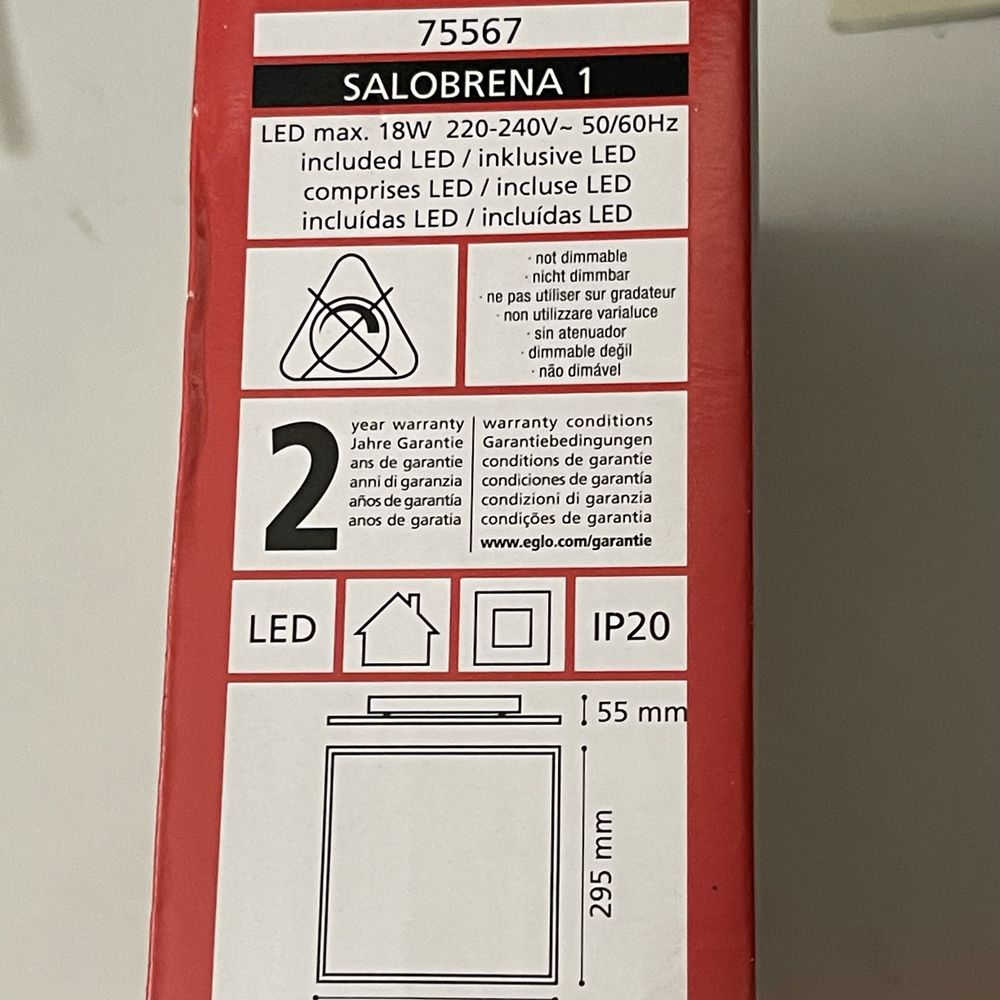 75567
SALOBRENA 1
LED max. 18W 220-240V~ 50/60Hz
included LED / inklusive LED
comprises LED / incluse LED
incluídas LED / incluídas LED
· not dimmable
· nicht dimmbar
· ne pas utiliser sur gradateur
· non utilizzare varialuce
· sin atenuador
· dimmable değil
· não dimável
2
year warranty
Jahre Garantie
ans de garantie
anni di garanzia
años de garantía
anos de garatia
warranty conditions
Garantiebedingungen
conditions de garantie
condiciones de garantía
condizioni di garanzia
condições de garantia
www.eglo.com/garantie
LED
IP20
55 mm
295 mm